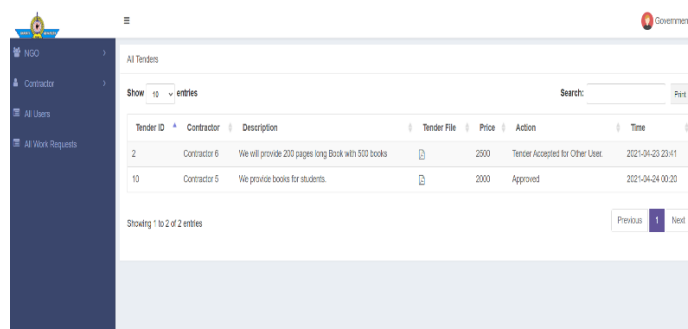 Governmen
NGO
Contractor
All Users
All Work Requests
All Tenders
Show 10 entries
Search:
Print
Tender ID Contractor Description Tender File Price Action Time
2 Contractor 6 We will provide 200 pages long Book with 500 books 2500 Tender Accepted for Other User. 2021-04-23 23:41
10 Contractor 5 We provide books for students. 2000 Approved 2021-04-24 00:20
Showing 1 to 2 of 2 entries
Previous 1 Next